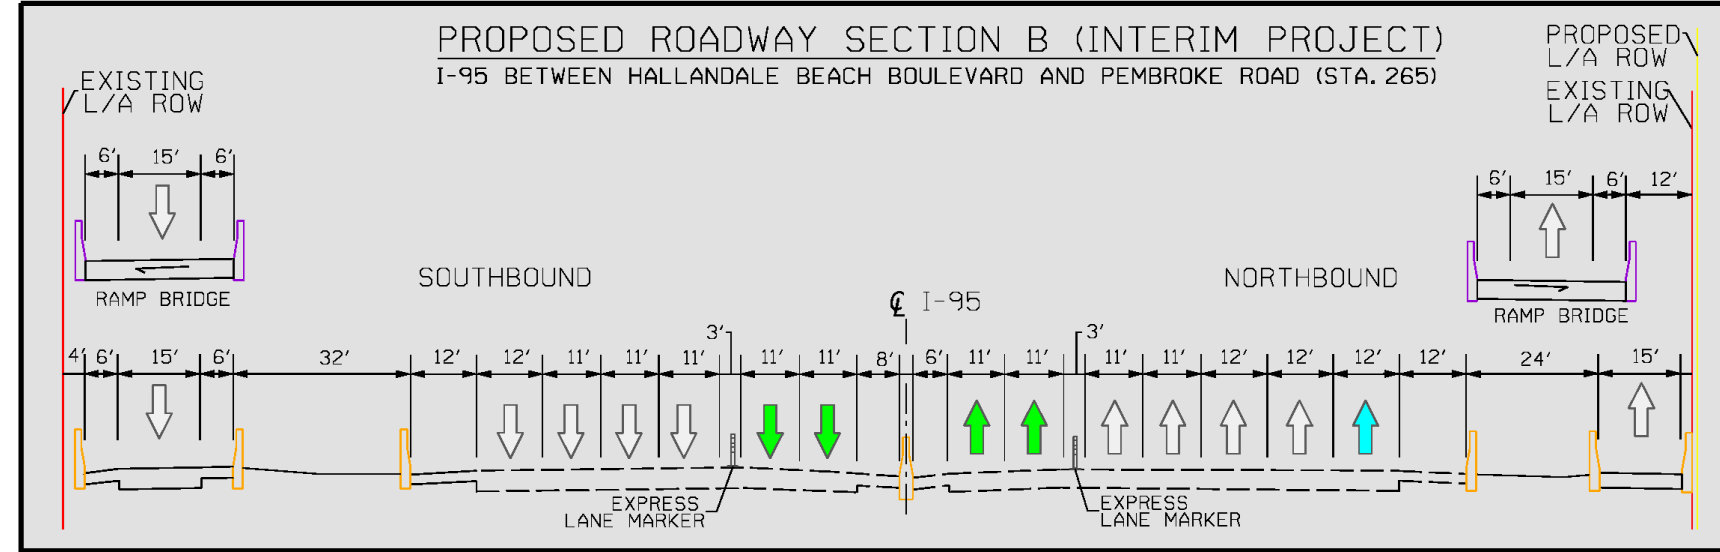 PROPOSED ROADWAY SECTION B (INTERIM PROJECT)
I-95 BETWEEN HALLANDALE BEACH BOULEVARD AND PEMBROKE ROAD (STA. 265)
PROPOSED
L/A ROW
EXISTING
L/A ROW
EXISTING
L/A ROW
6' 15' 6'
6' 15' 6' 12'
RAMP BRIDGE
SOUTHBOUND
NORTHBOUND
℄ I-95
RAMP BRIDGE
3' 3'
4' 6' 15' 6' 32' 12' 12' 11' 11' 11' 11' 11' 8' 6' 11' 11' 11' 11' 12' 12' 12' 12' 24' 15'
EXPRESS
LANE MARKER
EXPRESS
LANE MARKER